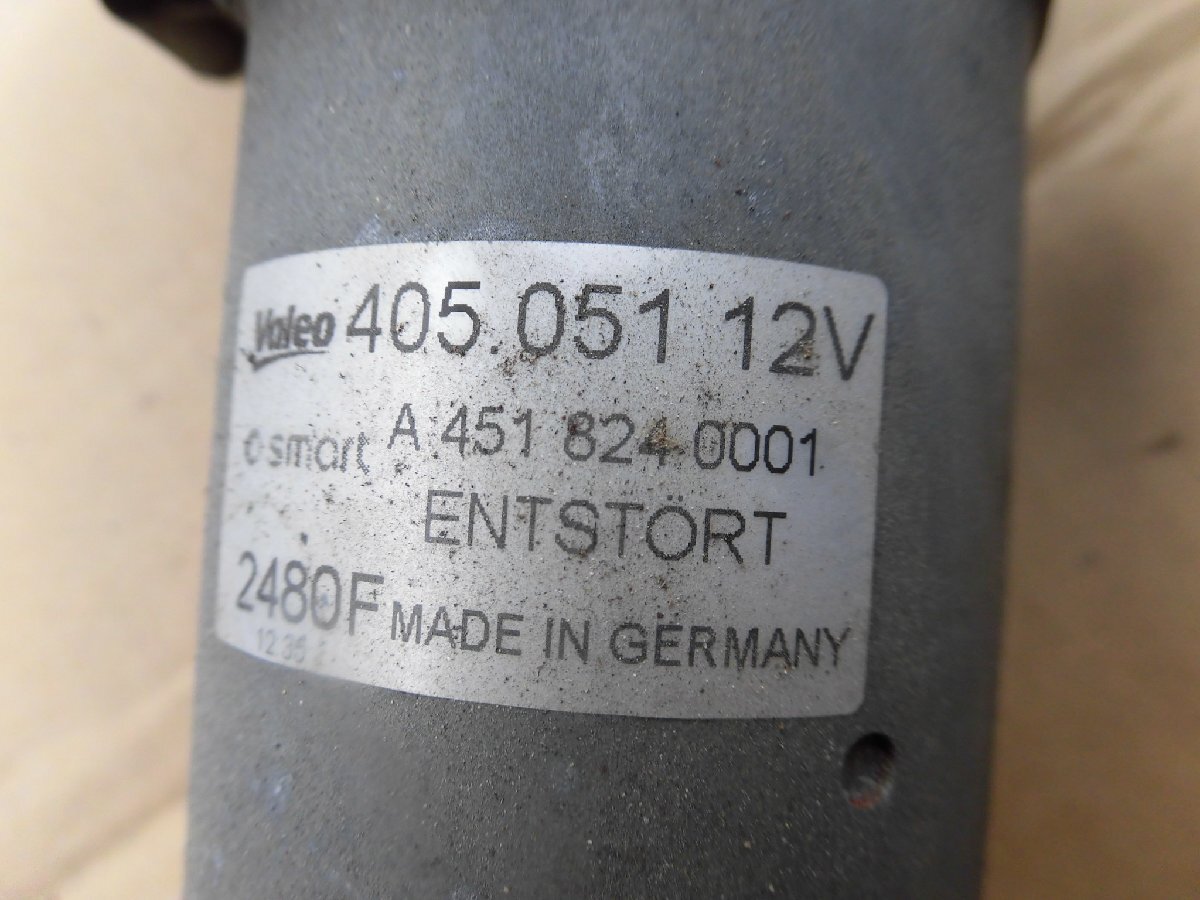 Valeo 405.051 12V
smart A 451 824 0001
ENTSTÖRT
2480F MADE IN GERMANY
12 36